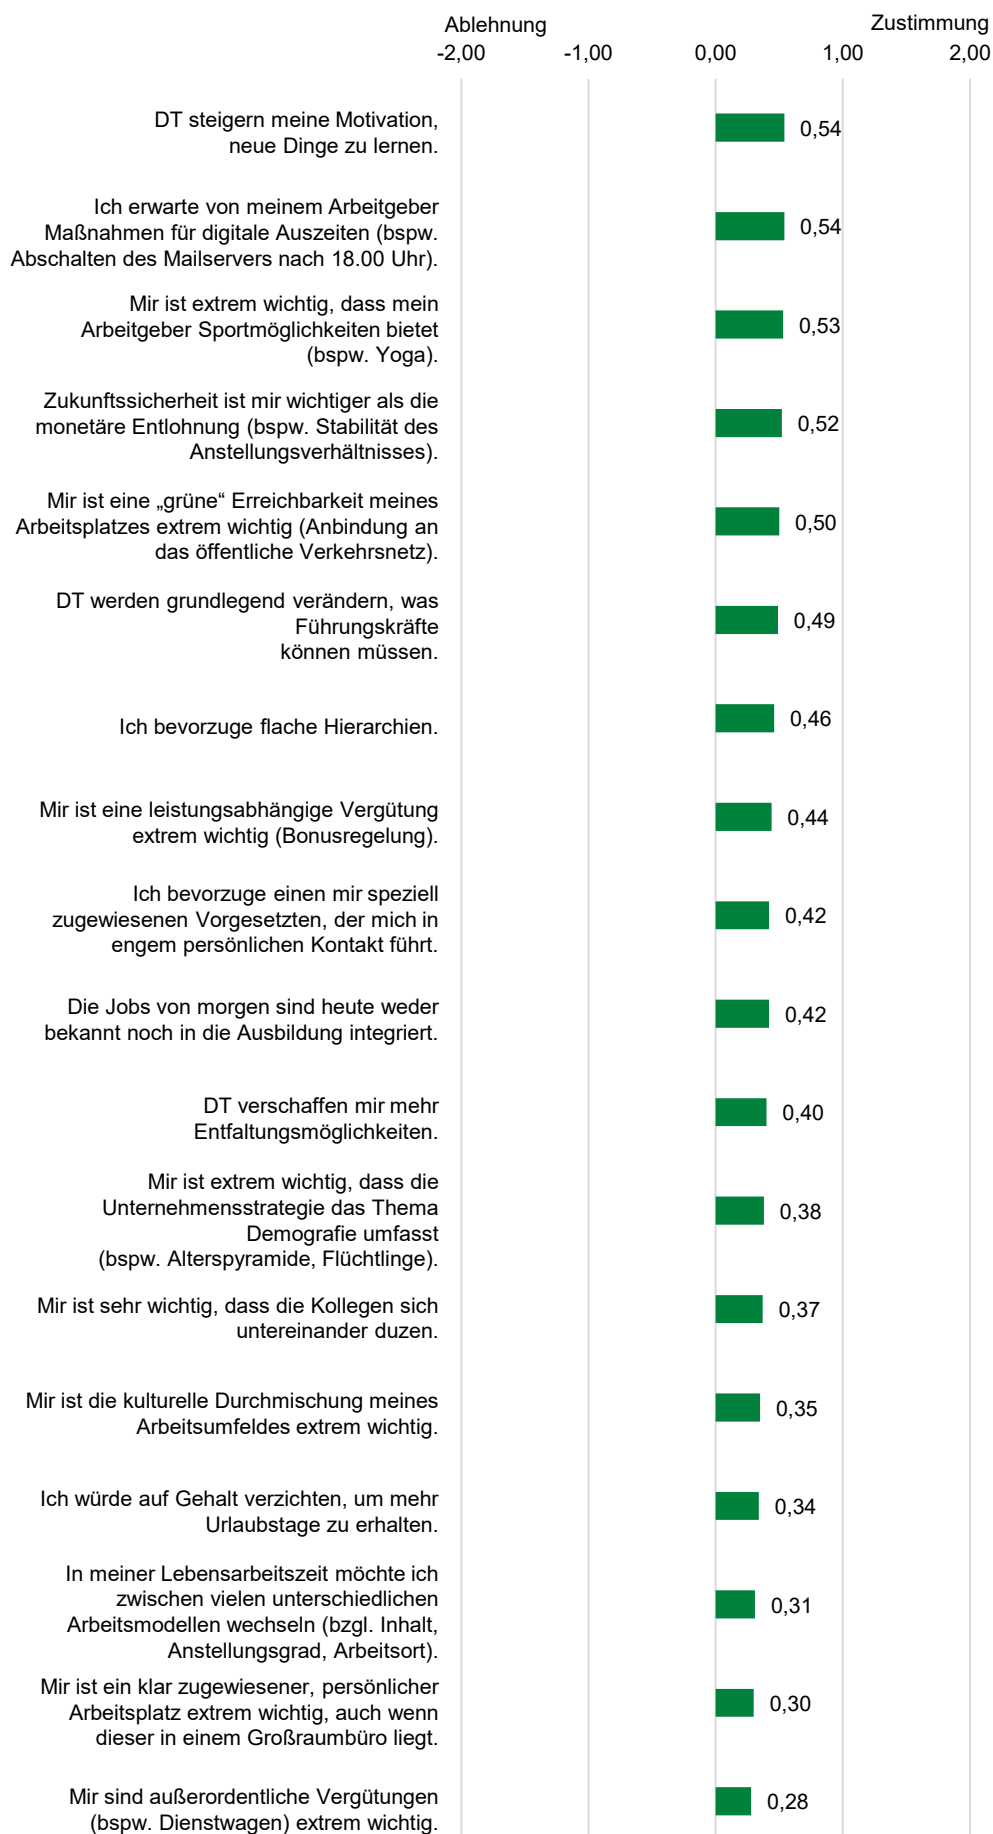 Ablehnung Zustimmung
-2,00 -1,00 0,00 1,00 2,00
DT steigern meine Motivation,
neue Dinge zu lernen.
0,54
Ich erwarte von meinem Arbeitgeber
Maßnahmen für digitale Auszeiten (bspw.
Abschalten des Mailservers nach 18.00 Uhr).
0,54
Mir ist extrem wichtig, dass mein
Arbeitgeber Sportmöglichkeiten bietet
(bspw. Yoga).
0,53
Zukunftssicherheit ist mir wichtiger als die
monetäre Entlohnung (bspw. Stabilität des
Anstellungsverhältnisses).
0,52
Mir ist eine „grüne“ Erreichbarkeit meines
Arbeitsplatzes extrem wichtig (Anbindung an
das öffentliche Verkehrsnetz).
0,50
DT werden grundlegend verändern, was
Führungskräfte
können müssen.
0,49
Ich bevorzuge flache Hierarchien.
0,46
Mir ist eine leistungsabhängige Vergütung
extrem wichtig (Bonusregelung).
0,44
Ich bevorzuge einen mir speziell
zugewiesenen Vorgesetzten, der mich in
engem persönlichen Kontakt führt.
0,42
Die Jobs von morgen sind heute weder
bekannt noch in die Ausbildung integriert.
0,42
DT verschaffen mir mehr
Entfaltungsmöglichkeiten.
0,40
Mir ist extrem wichtig, dass die
Unternehmensstrategie das Thema
Demografie umfasst
(bspw. Alterspyramide, Flüchtlinge).
0,38
Mir ist sehr wichtig, dass die Kollegen sich
untereinander duzen.
0,37
Mir ist die kulturelle Durchmischung meines
Arbeitsumfeldes extrem wichtig.
0,35
Ich würde auf Gehalt verzichten, um mehr
Urlaubstage zu erhalten.
0,34
In meiner Lebensarbeitszeit möchte ich
zwischen vielen unterschiedlichen
Arbeitsmodellen wechseln (bzgl. Inhalt,
Anstellungsgrad, Arbeitsort).
0,31
Mir ist ein klar zugewiesener, persönlicher
Arbeitsplatz extrem wichtig, auch wenn
dieser in einem Großraumbüro liegt.
0,30
Mir sind außerordentliche Vergütungen
(bspw. Dienstwagen) extrem wichtig.
0,28